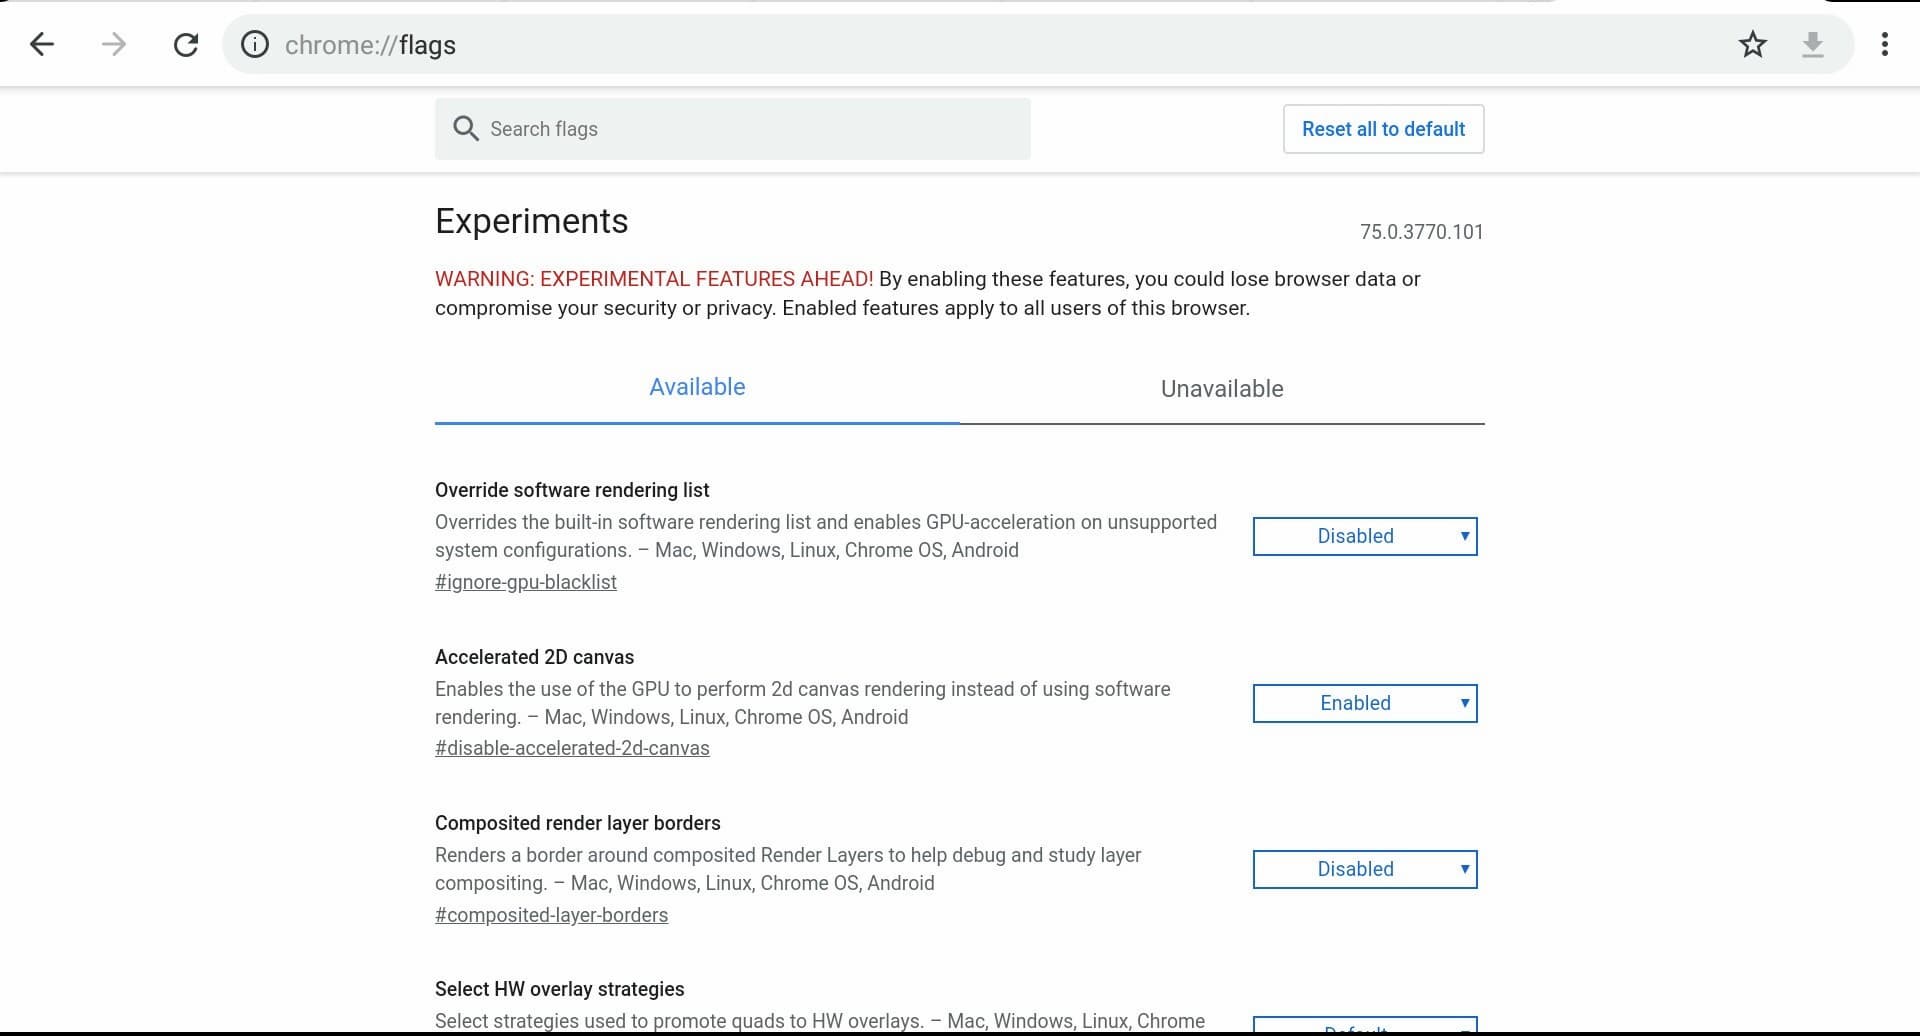 chrome://flags
Search flags
Reset all to default
Experiments
75.0.3770.101
WARNING: EXPERIMENTAL FEATURES AHEAD! By enabling these features, you could lose browser data or
compromise your security or privacy. Enabled features apply to all users of this browser.
Available
Unavailable
Override software rendering list
Overrides the built-in software rendering list and enables GPU-acceleration on unsupported
system configurations. – Mac, Windows, Linux, Chrome OS, Android
#ignore-gpu-blacklist
Disabled
Accelerated 2D canvas
Enables the use of the GPU to perform 2d canvas rendering instead of using software
rendering. – Mac, Windows, Linux, Chrome OS, Android
#disable-accelerated-2d-canvas
Enabled
Composited render layer borders
Renders a border around composited Render Layers to help debug and study layer
compositing. – Mac, Windows, Linux, Chrome OS, Android
#composited-layer-borders
Disabled
Select HW overlay strategies
Select strategies used to promote quads to HW overlays. – Mac, Windows, Linux, Chrome
Default